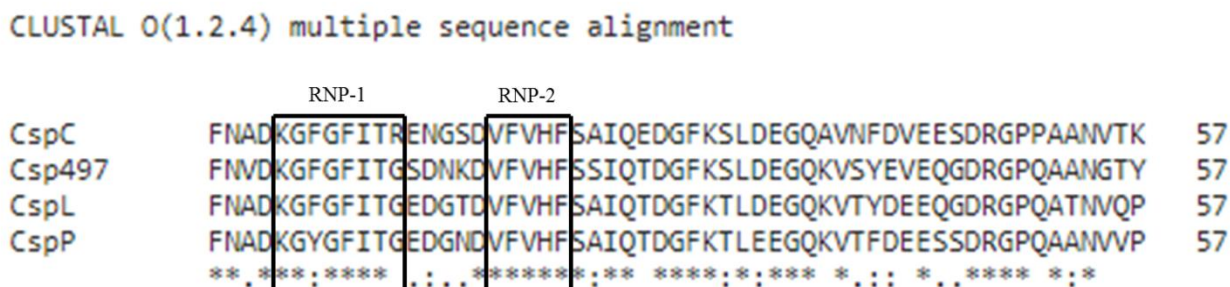 CLUSTAL O(1.2.4) multiple sequence alignment
RNP-1 RNP-2
CspC FNADKGFGFITRENGSDVFVHFSAIQEDGFKSLDEGQAVNFDVEESDRGPPAANVTK 57
Csp497 FNVDKGFGFITGSDNKDVFVHFSSIQTDGFKSLDEGQKVSYEVEQGDRGPQAANGTY 57
CspL FNADKGFGFITGEDGTDVFVHFSAIQTDGFKTLDEGQKVTYDEEQGDRGPQATNVQP 57
CspP FNADKGYGFITGEDGNDVFVHFSAIQTDGFKTLEEGQKVTFDEESSDRGPQAANVVP 57
**.***:**** .:..*******:** ****:*:*** *.:: *..**** *:*